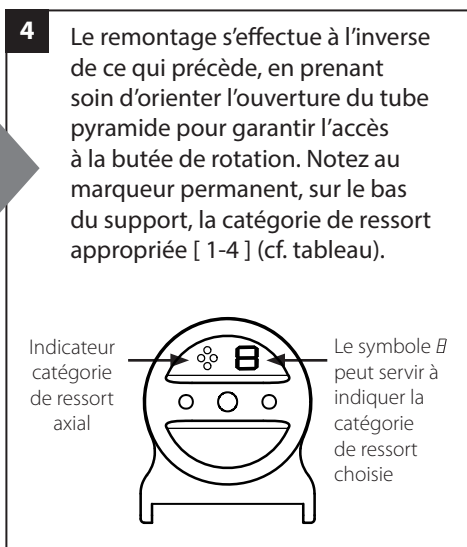 4
Le remontage s'effectue à l'inverse
de ce qui précède, en prenant
soin d'orienter l'ouverture du tube
pyramide pour garantir l'accès
à la butée de rotation. Notez au
marqueur permanent, sur le bas
du support, la catégorie de ressort
appropriée [ 1-4 ] (cf. tableau).
Indicateur
catégorie
de ressort
axial
8
Le symbole 8
peut servir à
indiquer la
catégorie
de ressort
choisie